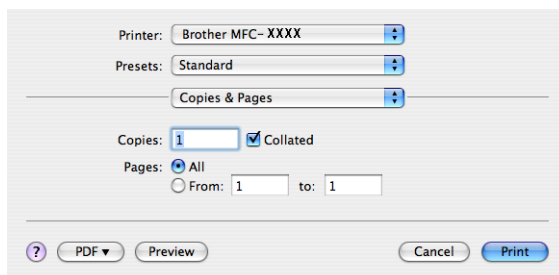 Printer: Brother MFC-XXXX
Presets: Standard
Copies & Pages
Copies: 1 Collated
Pages: All
From: 1 to: 1
? PDF ▼ Preview Cancel Print